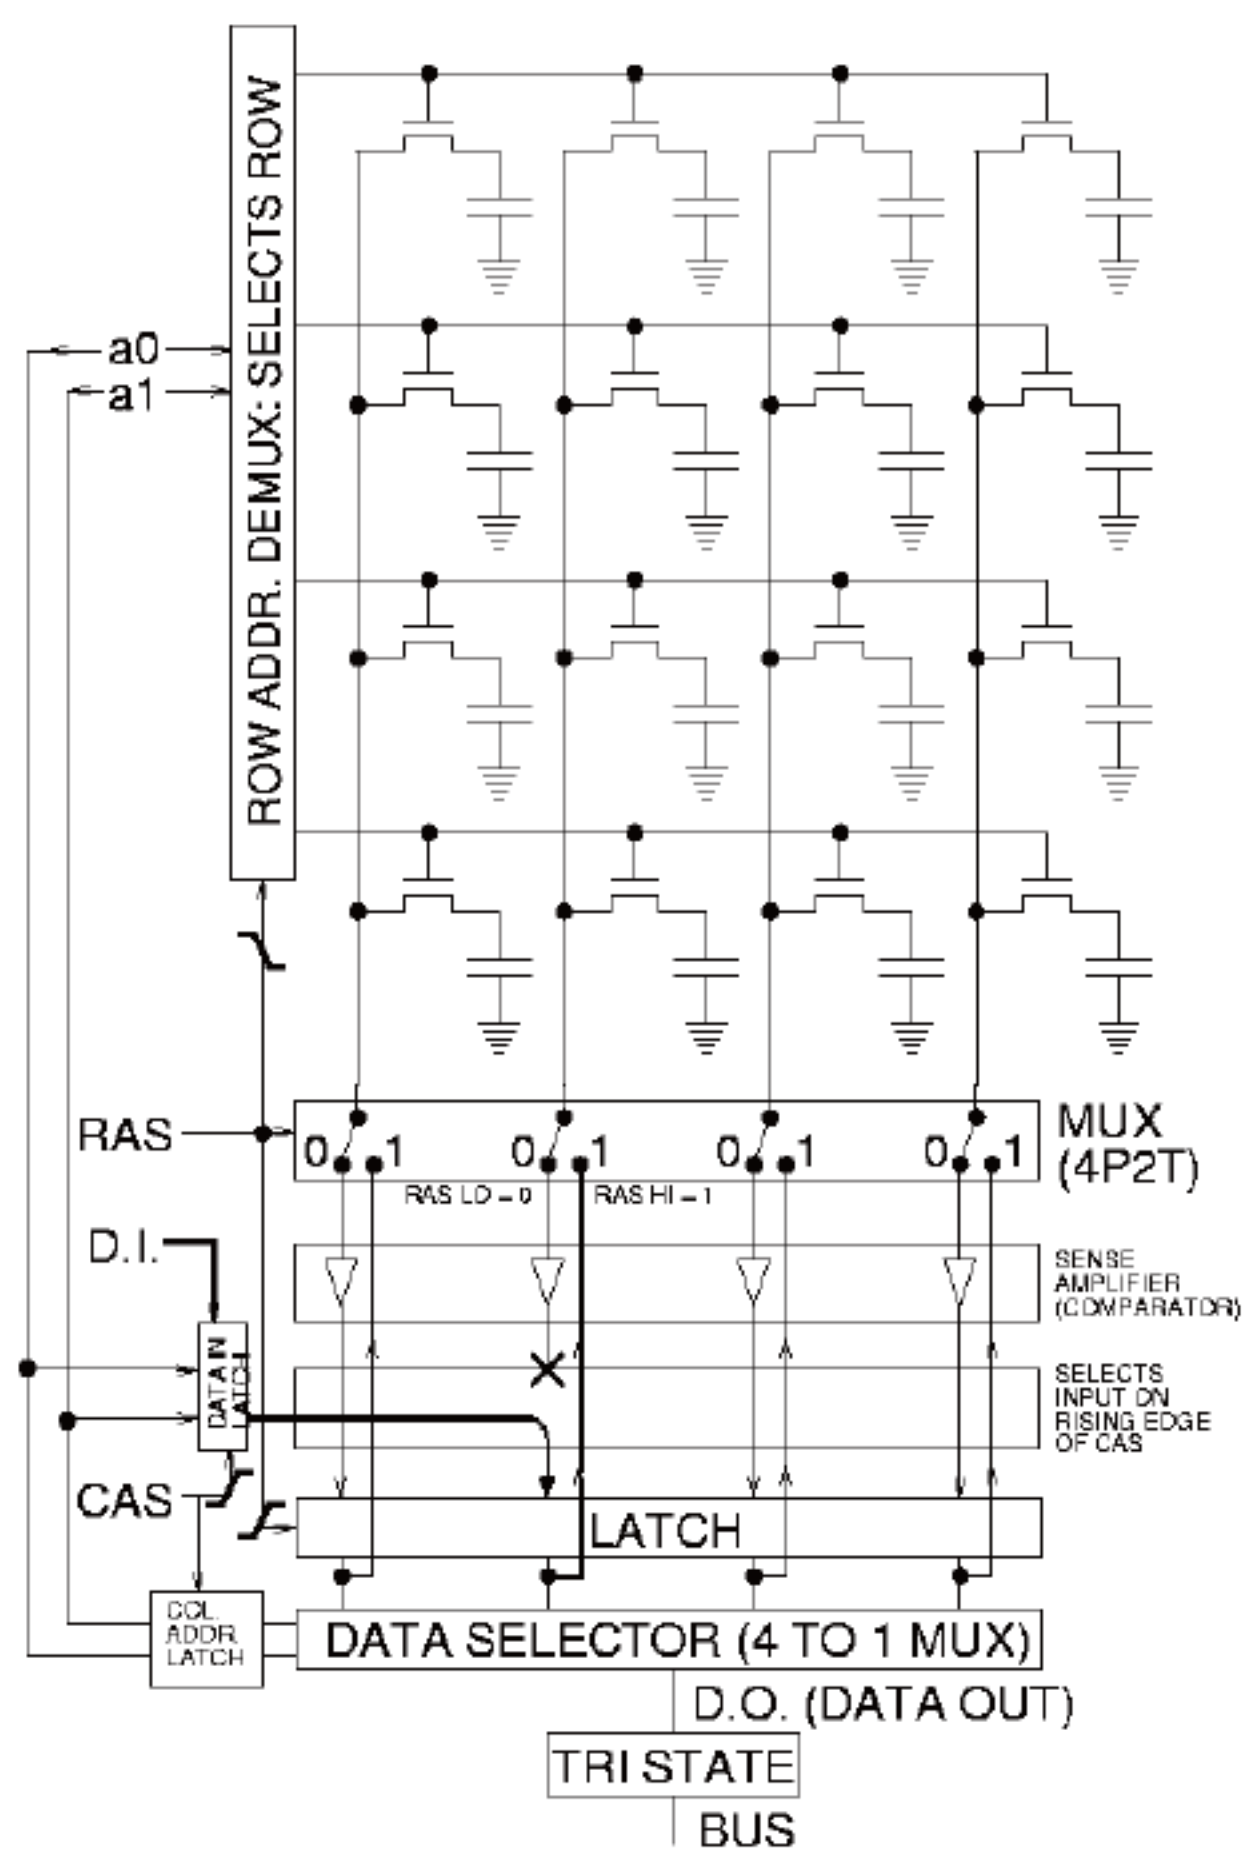 ROW ADDR. DEMUX: SELECTS ROW
a0
a1
RAS
0 1
0 1
0 1
0 1
MUX
(4P2T)
RAS LO = 0
RAS HI = 1
D.I.
SENSE
AMPLIFIER
(COMPARATOR)
DATA IN
LATCH
SELECTS
INPUT ON
RISING EDGE
OF CAS
CAS
LATCH
COL.
ADDR.
LATCH
DATA SELECTOR (4 TO 1 MUX)
D.O. (DATA OUT)
TRI STATE
BUS